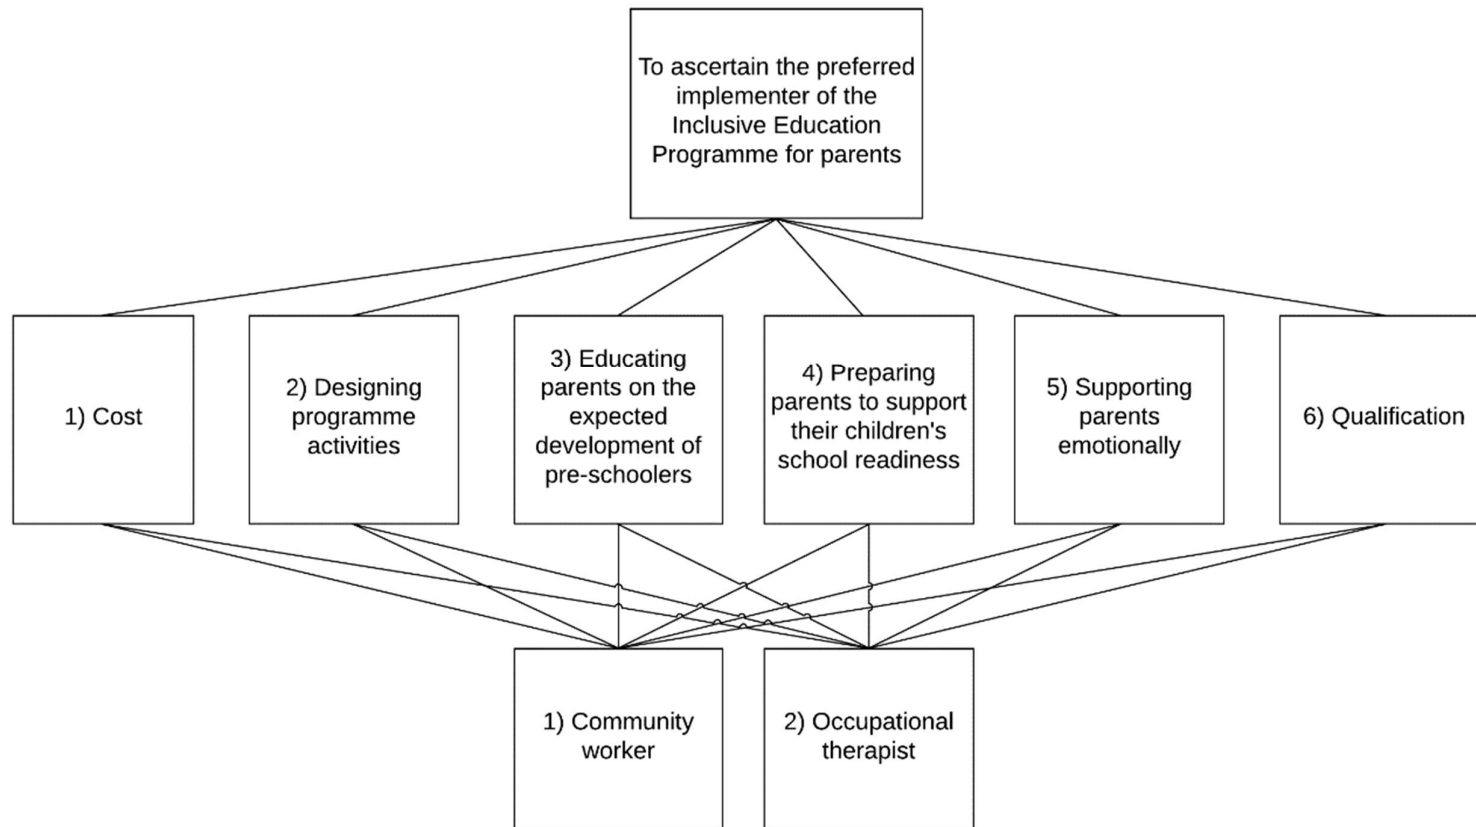 To ascertain the preferred
implementer of the
Inclusive Education
Programme for parents
1) Cost
2) Designing
programme
activities
3) Educating
parents on the
expected
development of
pre-schoolers
4) Preparing
parents to support
their children's
school readiness
5) Supporting
parents
emotionally
6) Qualification
1) Community
worker
2) Occupational
therapist